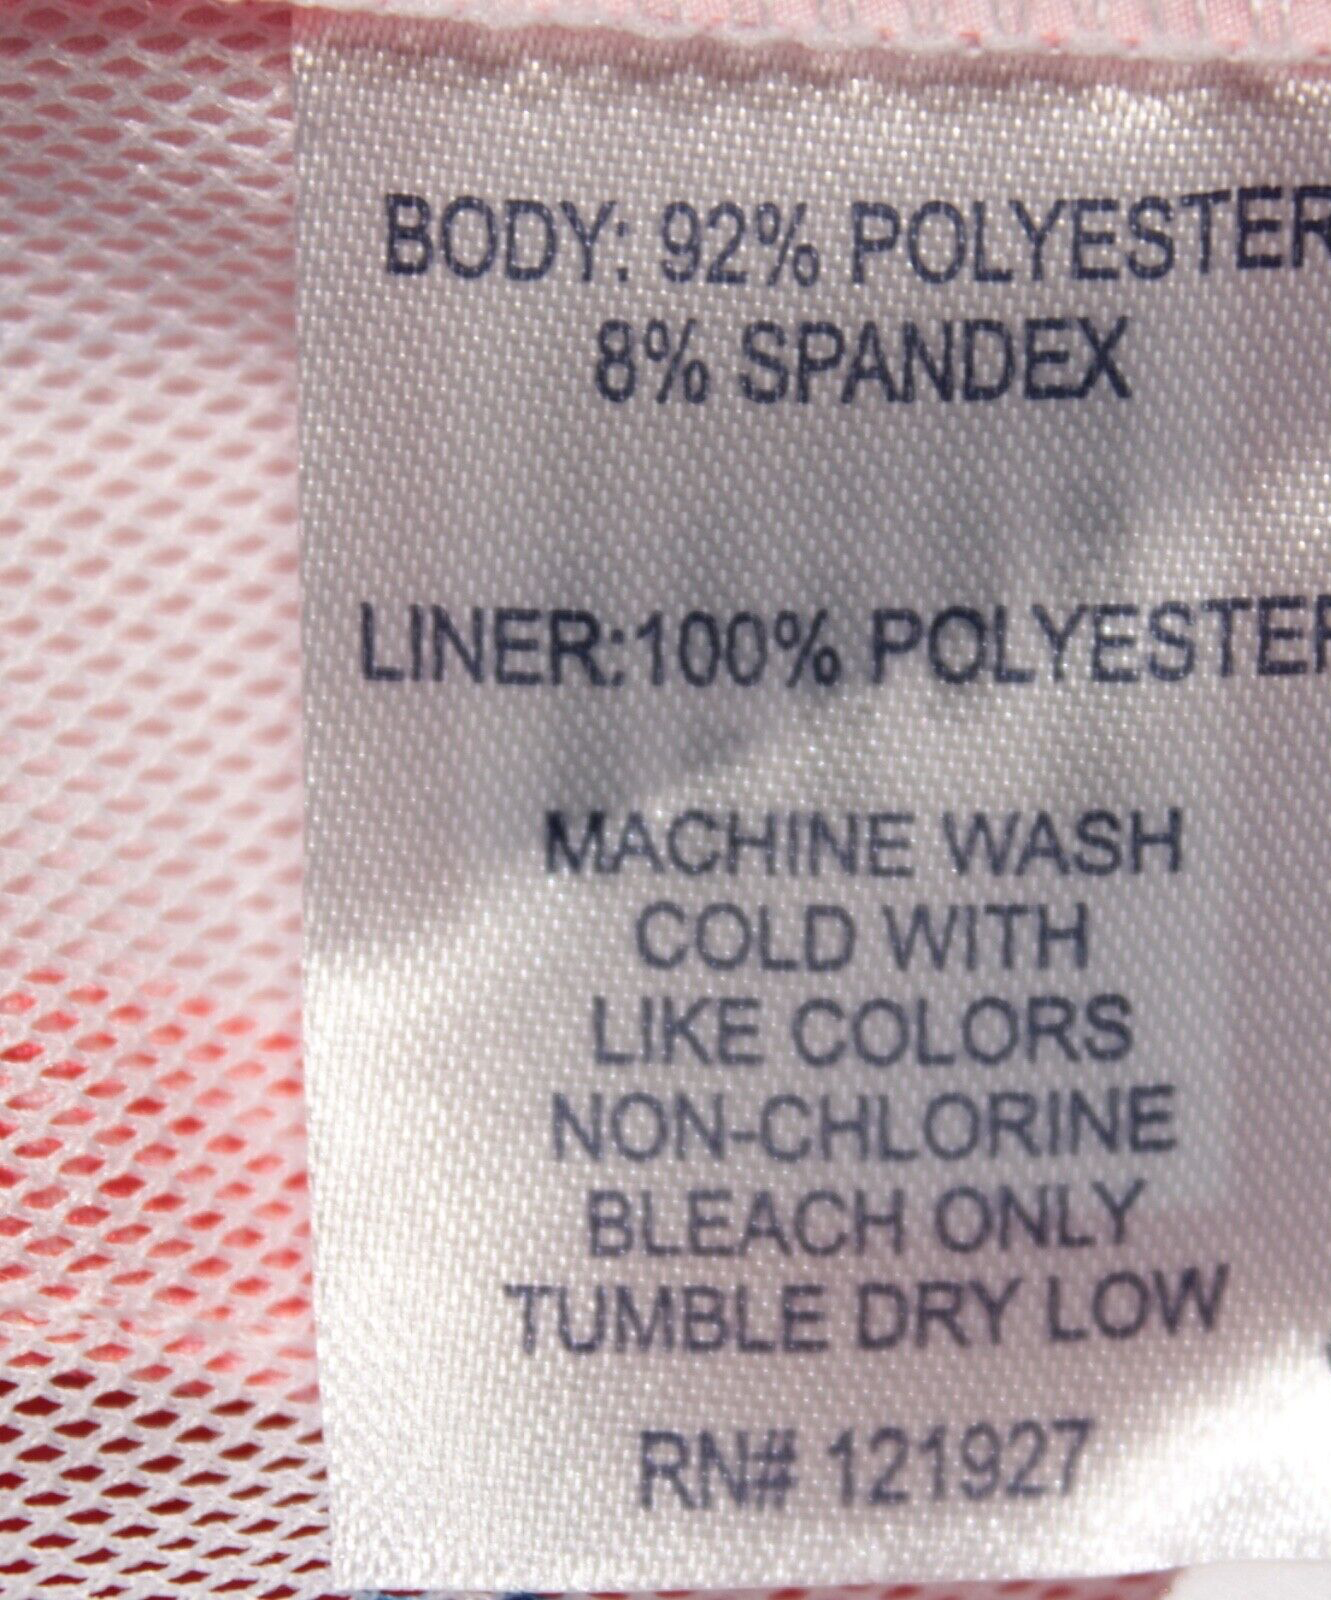 BODY: 92% POLYESTER
8% SPANDEX
LINER:100% POLYESTER
MACHINE WASH
COLD WITH
LIKE COLORS
NON-CHLORINE
BLEACH ONLY
TUMBLE DRY LOW
RN# 121927